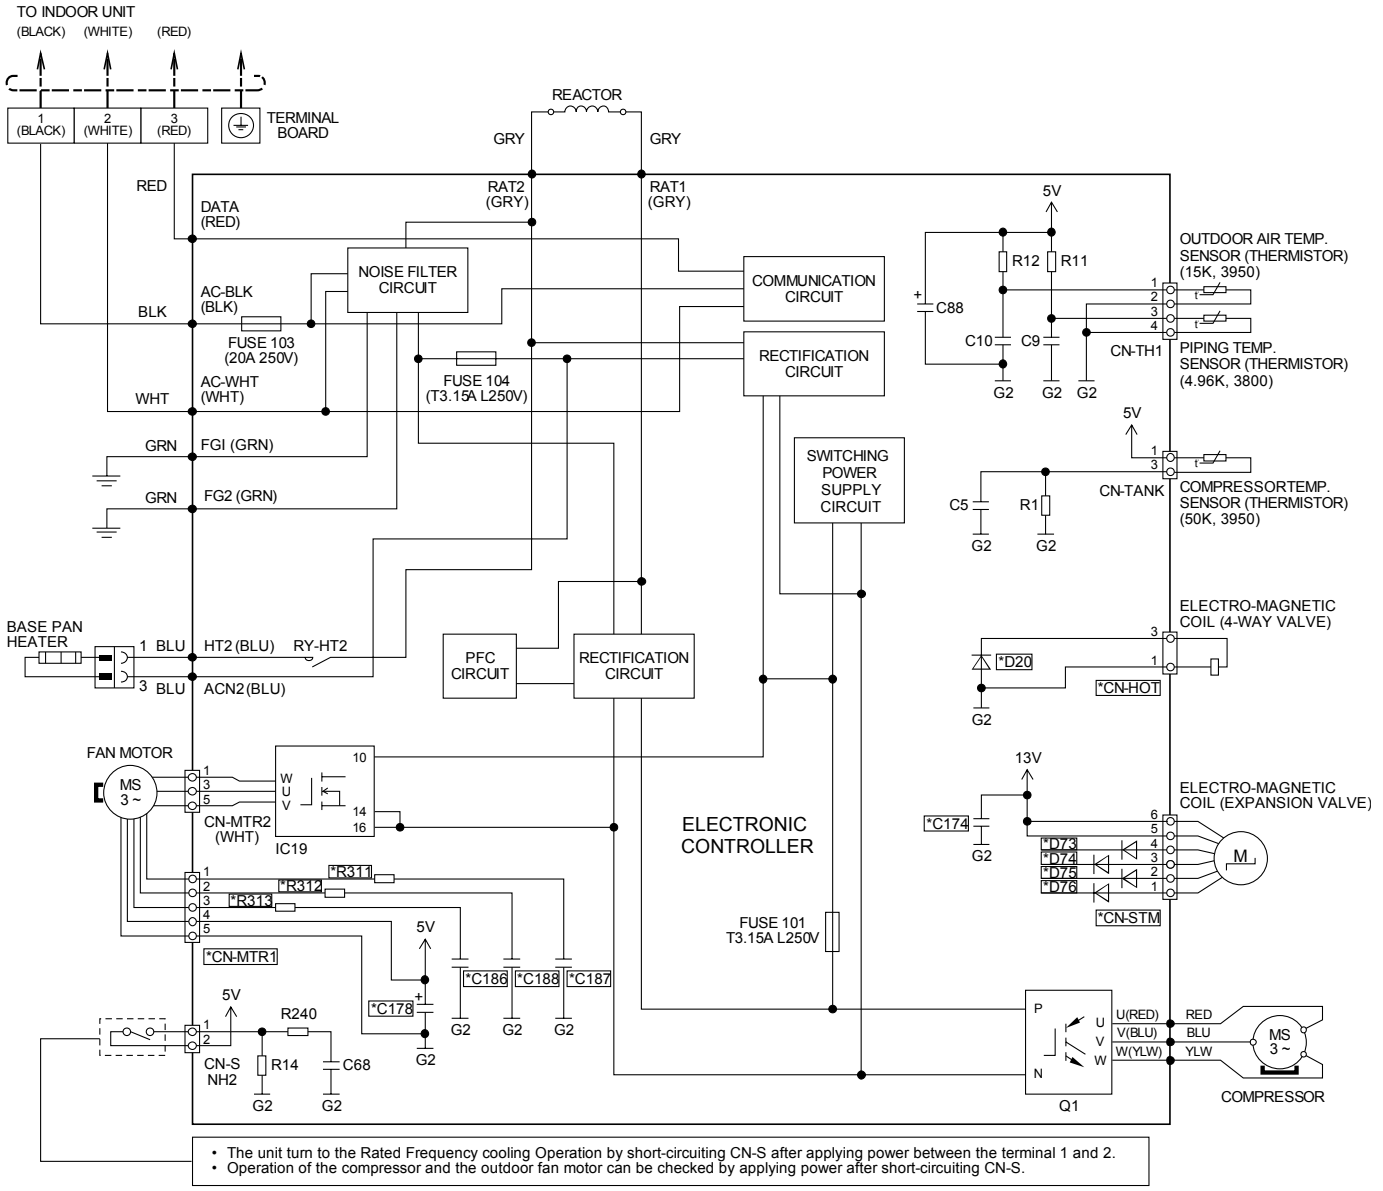 TO INDOOR UNIT
(BLACK) (WHITE) (RED)
1 (BLACK)
2 (WHITE)
3 (RED)
TERMINAL
BOARD
REACTOR
GRY
GRY
RED
DATA
(RED)
RAT2
(GRY)
RAT1
(GRY)
NOISE FILTER
CIRCUIT
COMMUNICATION
CIRCUIT
AC-BLK
(BLK)
BLK
FUSE 103
(20A 250V)
FUSE 104
(T3.15A L250V)
RECTIFICATION
CIRCUIT
AC-WHT
(WHT)
WHT
GRN
FGI (GRN)
GRN
FG2 (GRN)
SWITCHING
POWER
SUPPLY
CIRCUIT
5V
R12
R11
+
C88
C10
C9
G2
G2
G2
1
2
3
4
t
t
CN-TH1
OUTDOOR AIR TEMP.
SENSOR (THERMISTOR)
(15K, 3950)
PIPING TEMP.
SENSOR (THERMISTOR)
(4.96K, 3800)
5V
1
3
t
CN-TANK
C5
R1
G2
G2
COMPRESSORTEMP.
SENSOR (THERMISTOR)
(50K, 3950)
ELECTRO-MAGNETIC
COIL (4-WAY VALVE)
3
1
*D20
*CN-HOT
G2
BASE PAN
HEATER
1 BLU
HT2 (BLU)
RY-HT2
3 BLU
ACN2 (BLU)
PFC
CIRCUIT
RECTIFICATION
CIRCUIT
FAN MOTOR
MS
3 ~
1
3
5
CN-MTR2
(WHT)
W
U
V
10
14
16
IC19
ELECTRONIC
CONTROLLER
13V
*C174
G2
ELECTRO-MAGNETIC
COIL (EXPANSION VALVE)
6
5
4
3
2
1
*D73
*D74
*D75
*D76
M
*CN-STM
*R311
*R312
*R313
1
2
3
4
5
*CN-MTR1
5V
*C178
+
G2
*C186
*C188
*C187
G2
G2
G2
FUSE 101
T3.15A L250V
5V
1
2
CN-S
NH2
R240
R14
C68
G2
G2
P
N
U
V
W
Q1
U(RED)
V(BLU)
W(YLW)
RED
BLU
YLW
MS
3 ~
COMPRESSOR
• The unit turn to the Rated Frequency cooling Operation by short-circuiting CN-S after applying power between the terminal 1 and 2.
• Operation of the compressor and the outdoor fan motor can be checked by applying power after short-circuiting CN-S.